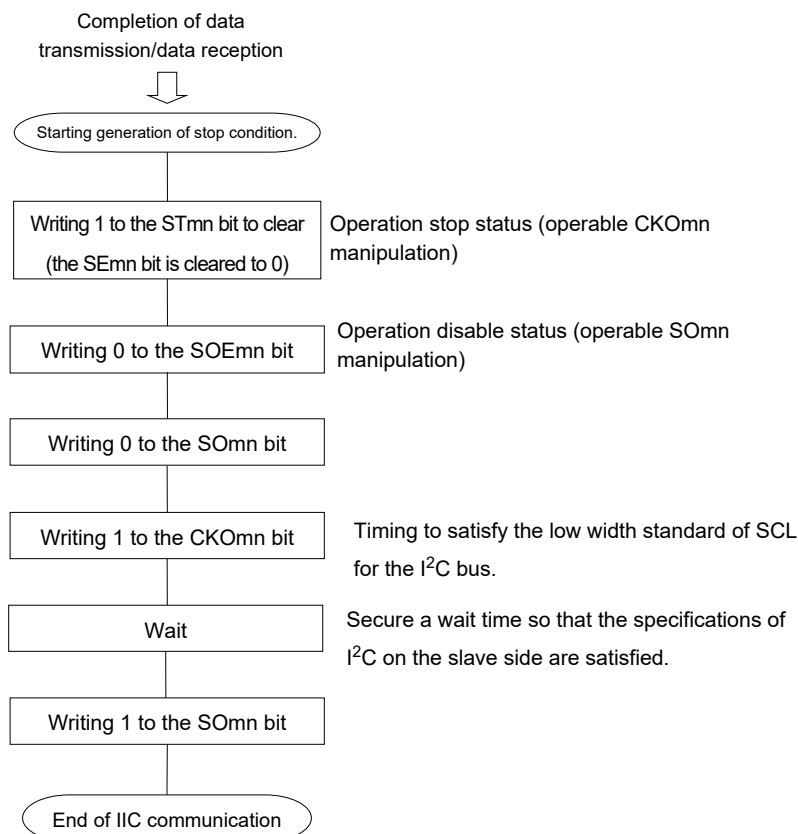 Completion of data
transmission/data reception
Starting generation of stop condition.
Writing 1 to the STmn bit to clear
(the SEmn bit is cleared to 0)
Operation stop status (operable CKOmn
manipulation)
Writing 0 to the SOEmn bit
Operation disable status (operable SOmn
manipulation)
Writing 0 to the SOmn bit
Writing 1 to the CKOmn bit
Timing to satisfy the low width standard of SCL
for the I²C bus.
Wait
Secure a wait time so that the specifications of
I²C on the slave side are satisfied.
Writing 1 to the SOmn bit
End of IIC communication